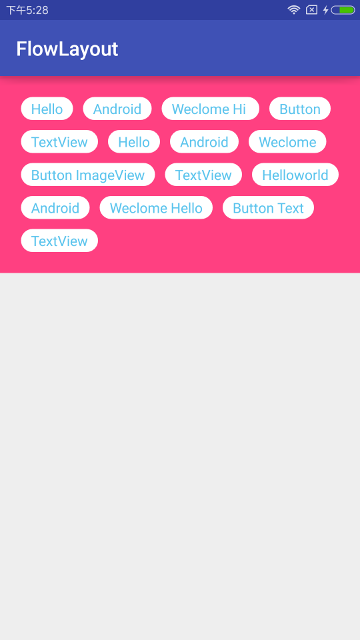 下午5:28
FlowLayout
Hello Android Weclome Hi Button
TextView Hello Android Weclome
Button ImageView TextView Helloworld
Android Weclome Hello Button Text
TextView